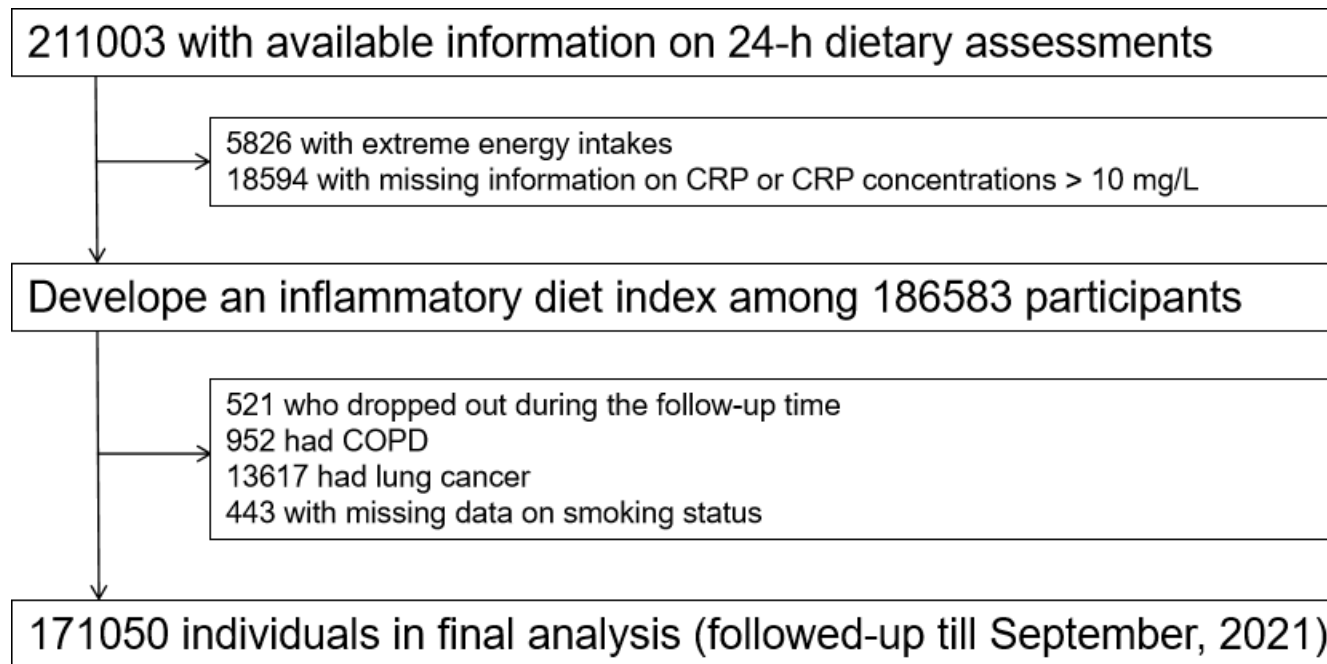 211003 with available information on 24-h dietary assessments
5826 with extreme energy intakes
18594 with missing information on CRP or CRP concentrations > 10 mg/L
Develope an inflammatory diet index among 186583 participants
521 who dropped out during the follow-up time
952 had COPD
13617 had lung cancer
443 with missing data on smoking status
171050 individuals in final analysis (followed-up till September, 2021)